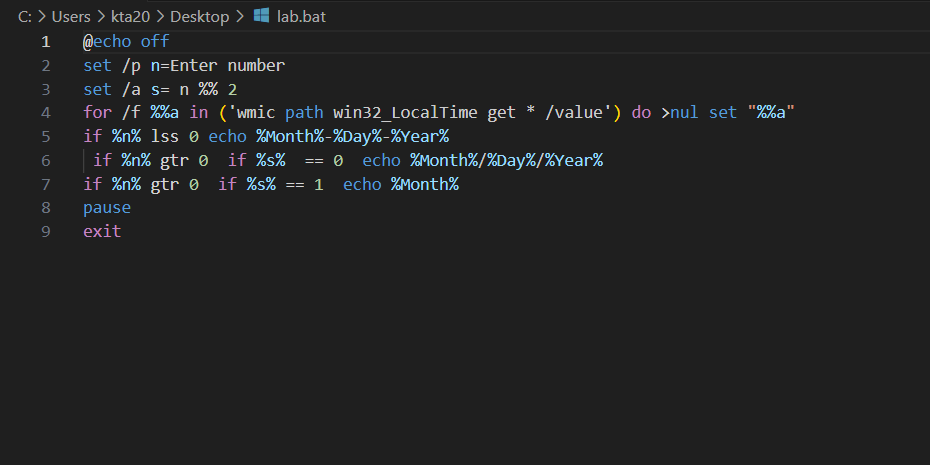 C: > Users > kta20 > Desktop > lab.bat
1 @echo off
2 set /p n=Enter number
3 set /a s= n %% 2
4 for /f %%a in ('wmic path win32_LocalTime get * /value') do >nul set "%%a"
5 if %n% lss 0 echo %Month%-%Day%-%Year%
6  if %n% gtr 0  if %s%  == 0  echo %Month%/%Day%/%Year%
7 if %n% gtr 0  if %s% == 1  echo %Month%
8 pause
9 exit